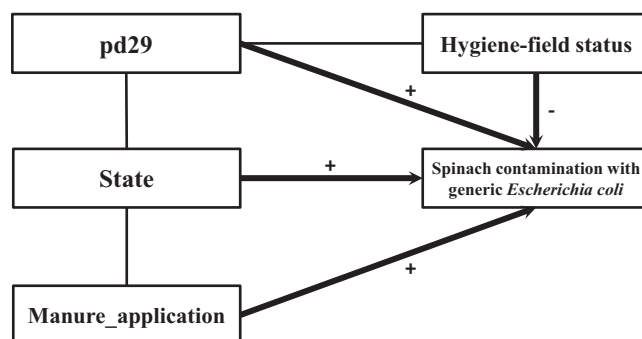 pd29
Hygiene-field status
+
-
State
+
Spinach contamination with
generic Escherichia coli
+
Manure_application